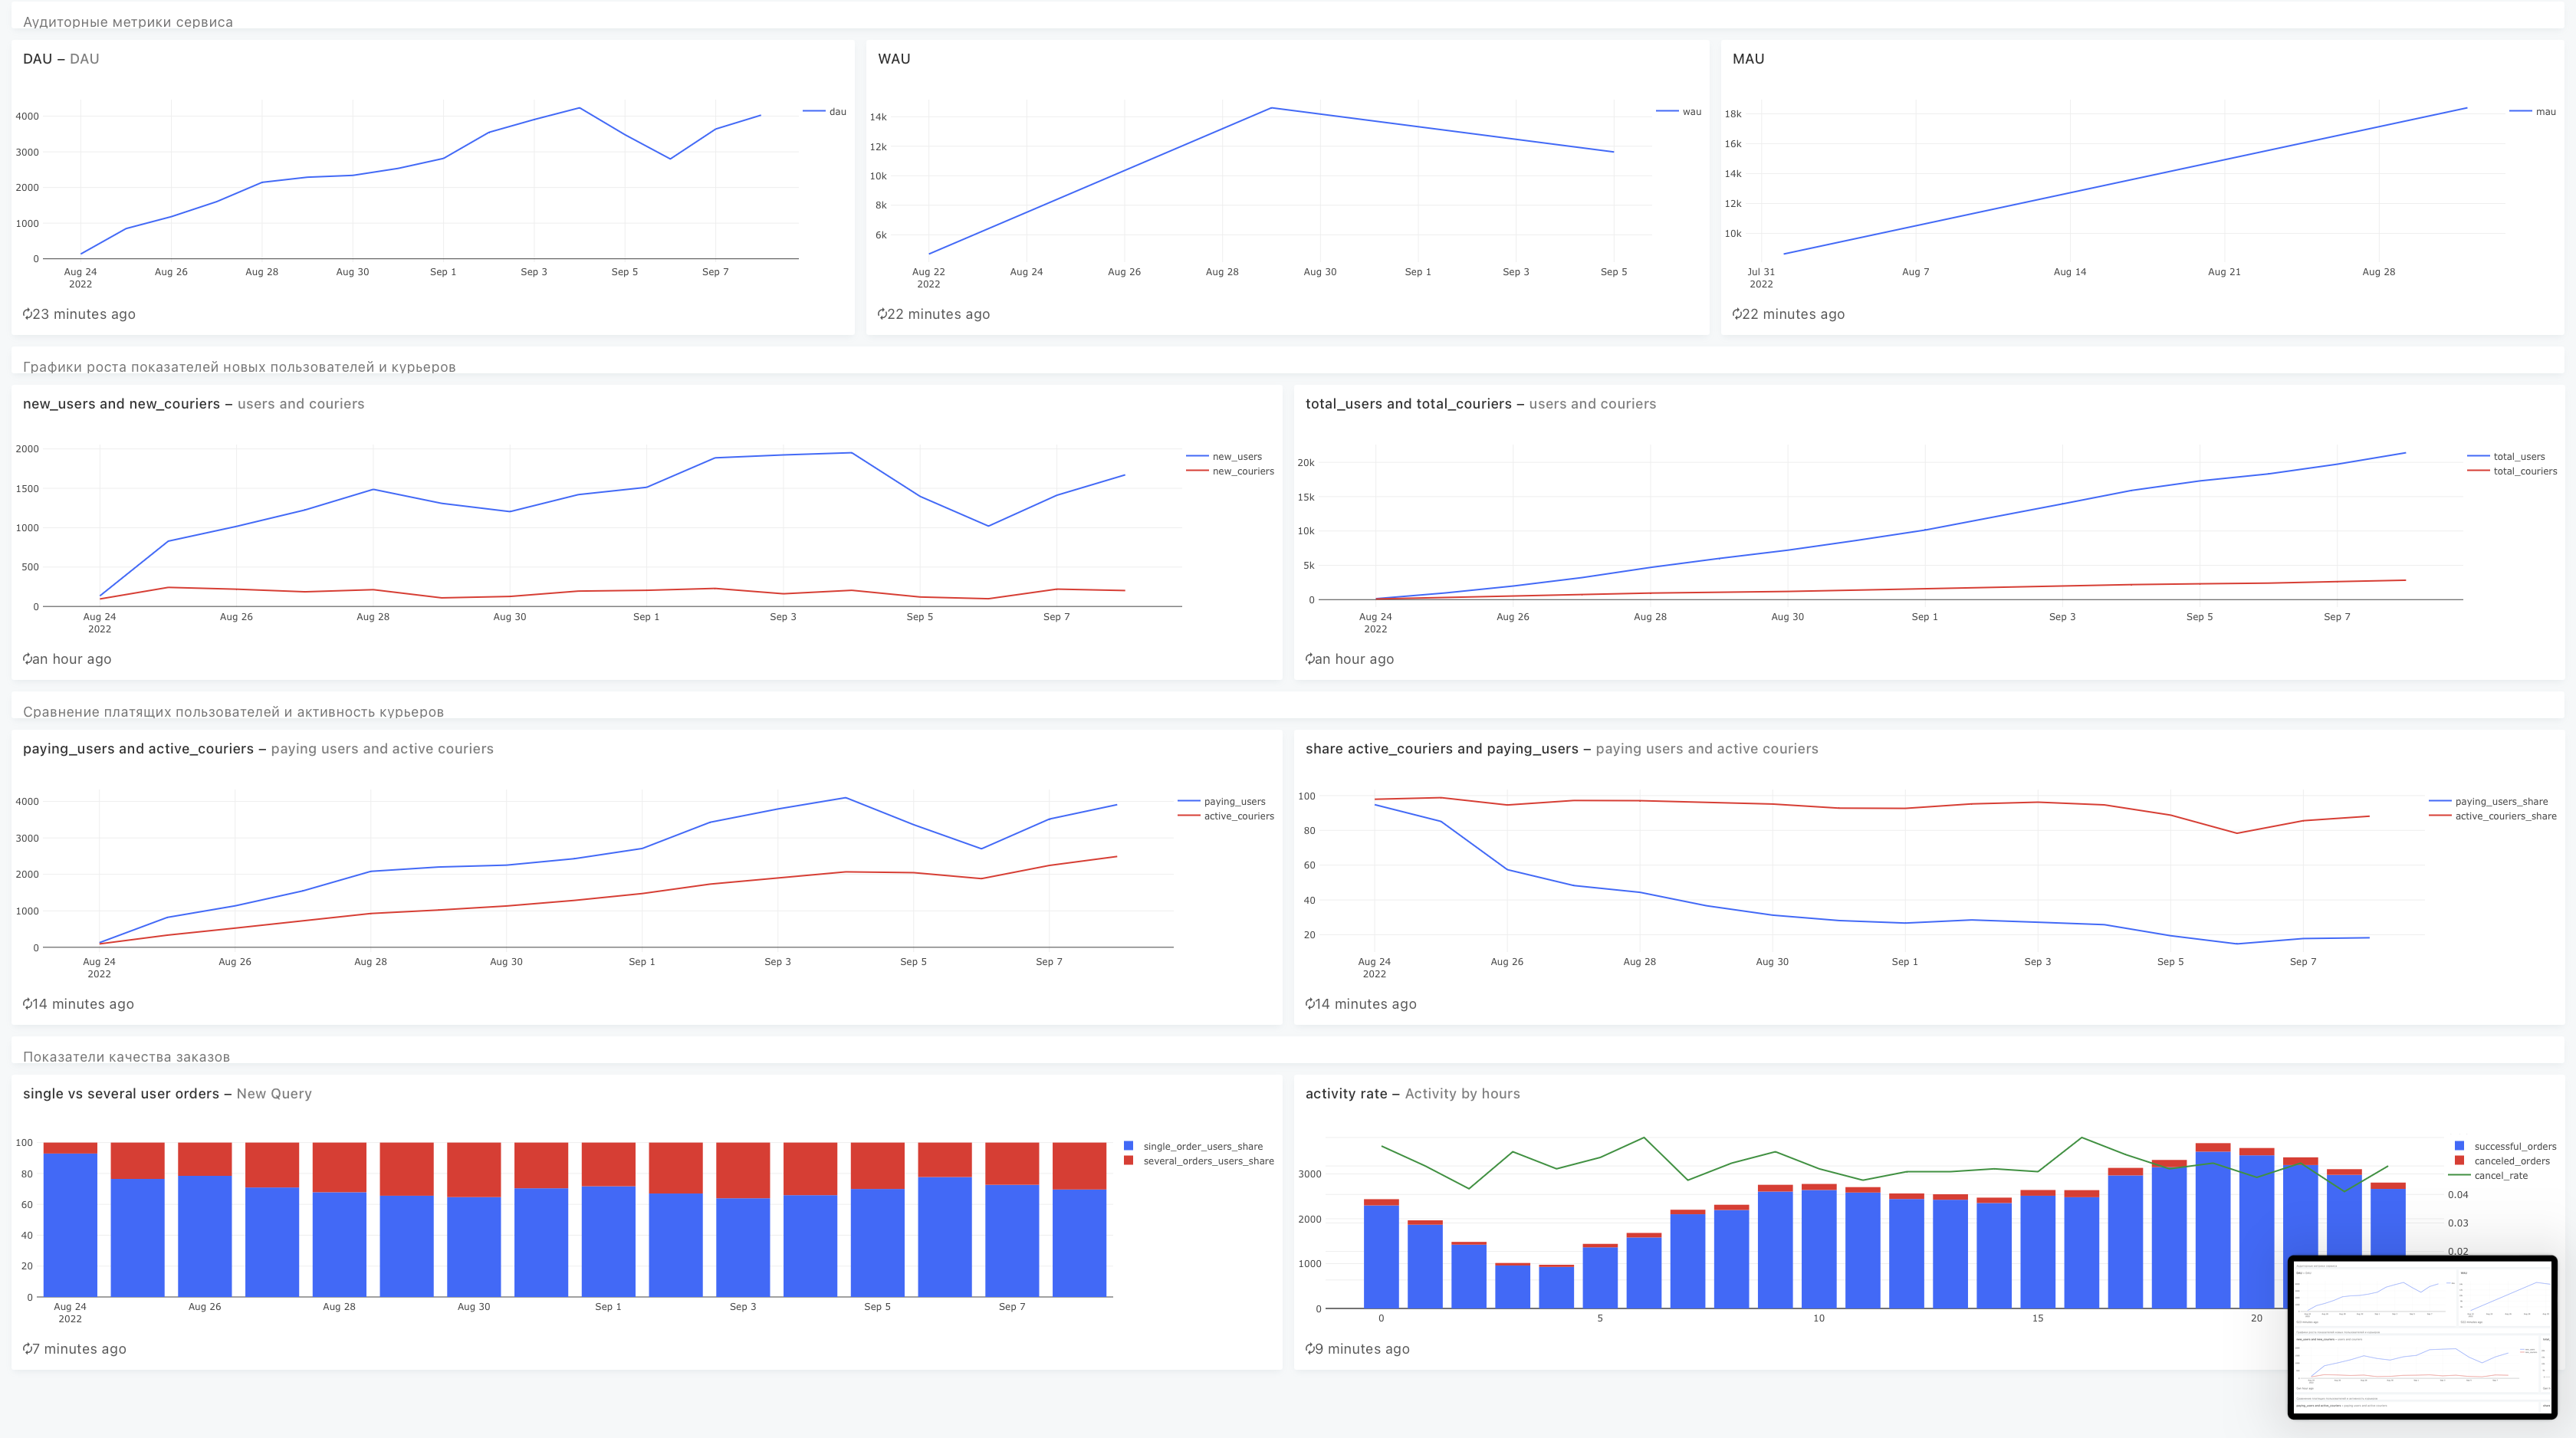 Аудиторные метрики сервиса
DAU – DAU
4000
3000
2000
1000
0
Aug 24
2022
Aug 26
Aug 28
Aug 30
Sep 1
Sep 3
Sep 5
Sep 7
dau
23 minutes ago
WAU
14k
12k
10k
8k
6k
Aug 22
2022
Aug 24
Aug 26
Aug 28
Aug 30
Sep 1
Sep 3
Sep 5
wau
22 minutes ago
MAU
18k
16k
14k
12k
10k
Jul 31
2022
Aug 7
Aug 14
Aug 21
Aug 28
mau
22 minutes ago
Графики роста показателей новых пользователей и курьеров
new_users and new_couriers – users and couriers
2000
1500
1000
500
0
Aug 24
2022
Aug 26
Aug 28
Aug 30
Sep 1
Sep 3
Sep 5
Sep 7
new_users
new_couriers
an hour ago
total_users and total_couriers – users and couriers
20k
15k
10k
5k
0
Aug 24
2022
Aug 26
Aug 28
Aug 30
Sep 1
Sep 3
Sep 5
Sep 7
total_users
total_couriers
an hour ago
Сравнение платящих пользователей и активность курьеров
paying_users and active_couriers – paying users and active couriers
4000
3000
2000
1000
0
Aug 24
2022
Aug 26
Aug 28
Aug 30
Sep 1
Sep 3
Sep 5
Sep 7
paying_users
active_couriers
14 minutes ago
share active_couriers and paying_users – paying users and active couriers
100
80
60
40
20
Aug 24
2022
Aug 26
Aug 28
Aug 30
Sep 1
Sep 3
Sep 5
Sep 7
paying_users_share
active_couriers_share
14 minutes ago
Показатели качества заказов
single vs several user orders – New Query
100
80
60
40
20
0
Aug 24
2022
Aug 26
Aug 28
Aug 30
Sep 1
Sep 3
Sep 5
Sep 7
single_order_users_share
several_orders_users_share
7 minutes ago
activity rate – Activity by hours
3000
2000
1000
0
0
5
10
15
20
successful_orders
canceled_orders
cancel_rate
0.04
0.03
0.02
9 minutes ago